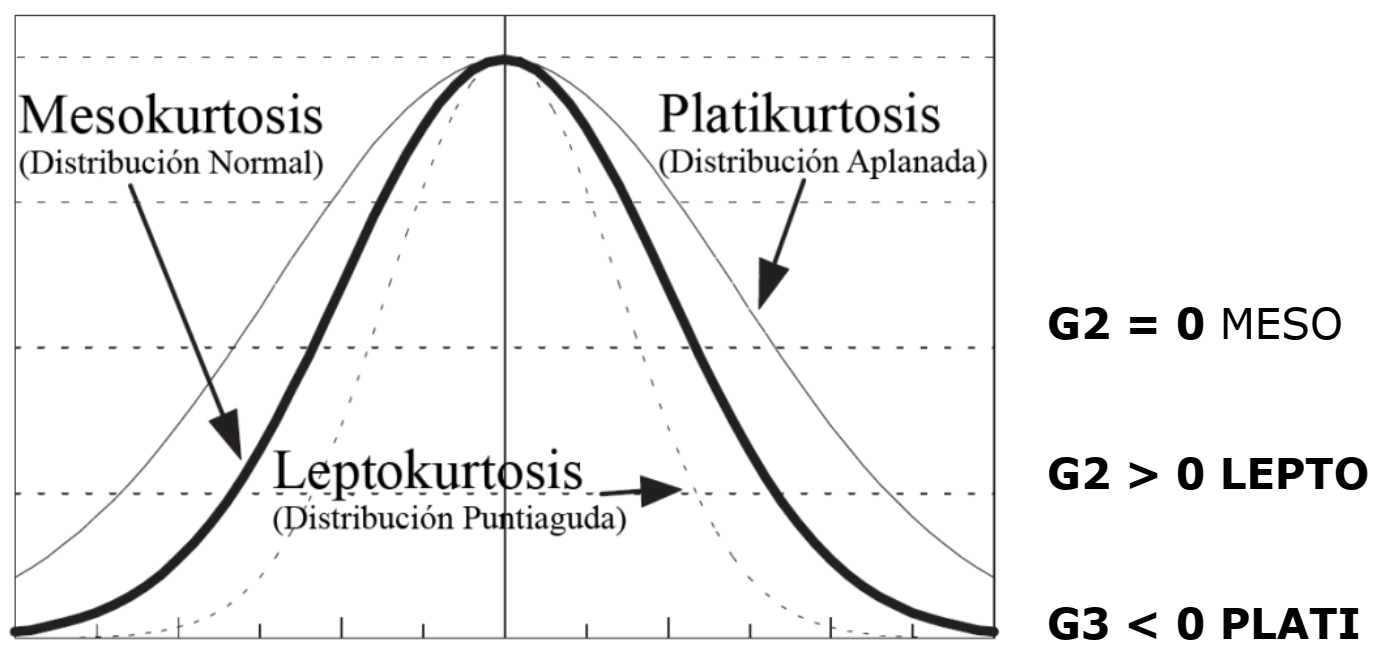 Mesokurtosis
(Distribución Normal)
Platikurtosis
(Distribución Aplanada)
Leptokurtosis
(Distribución Puntiaguda)
G2 = 0 MESO
G2 > 0 LEPTO
G3 < 0 PLATI